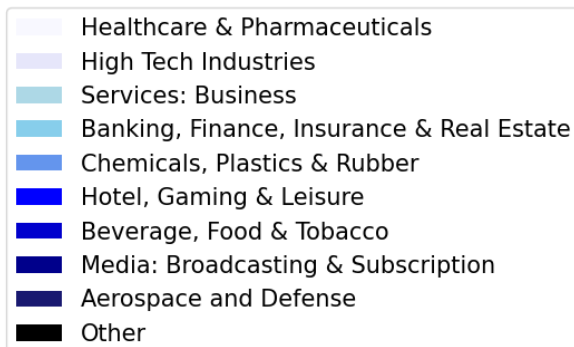 Healthcare & Pharmaceuticals
High Tech Industries
Services: Business
Banking, Finance, Insurance & Real Estate
Chemicals, Plastics & Rubber
Hotel, Gaming & Leisure
Beverage, Food & Tobacco
Media: Broadcasting & Subscription
Aerospace and Defense
Other